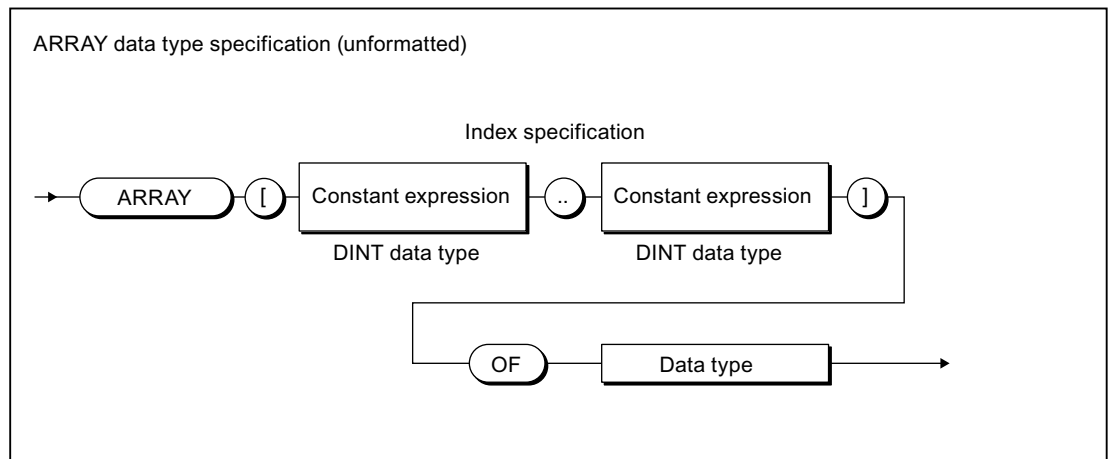 ARRAY data type specification (unformatted)
Index specification
ARRAY [ Constant expression .. Constant expression ]
DINT data type DINT data type
OF Data type